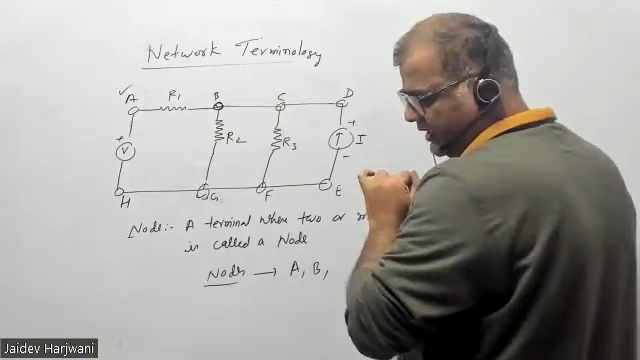 Network Terminology
A R1 B C D
+ V R2 R3 + I I -
H G F E
Node:- A terminal where two or
is called a Node
Nodes → A, B,
Jaidev Harjwani